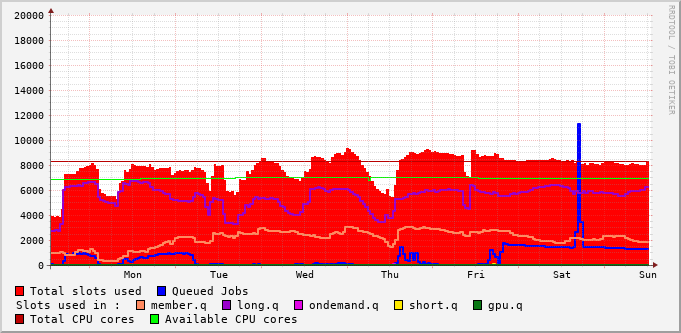 RRDTOOL / TOBI OETIKER
20000
18000
16000
14000
12000
10000
8000
6000
4000
2000
0
Mon Tue Wed Thu Fri Sat Sun
Total slots used Queued Jobs
Slots used in : member.q long.q ondemand.q short.q gpu.q
Total CPU cores Available CPU cores